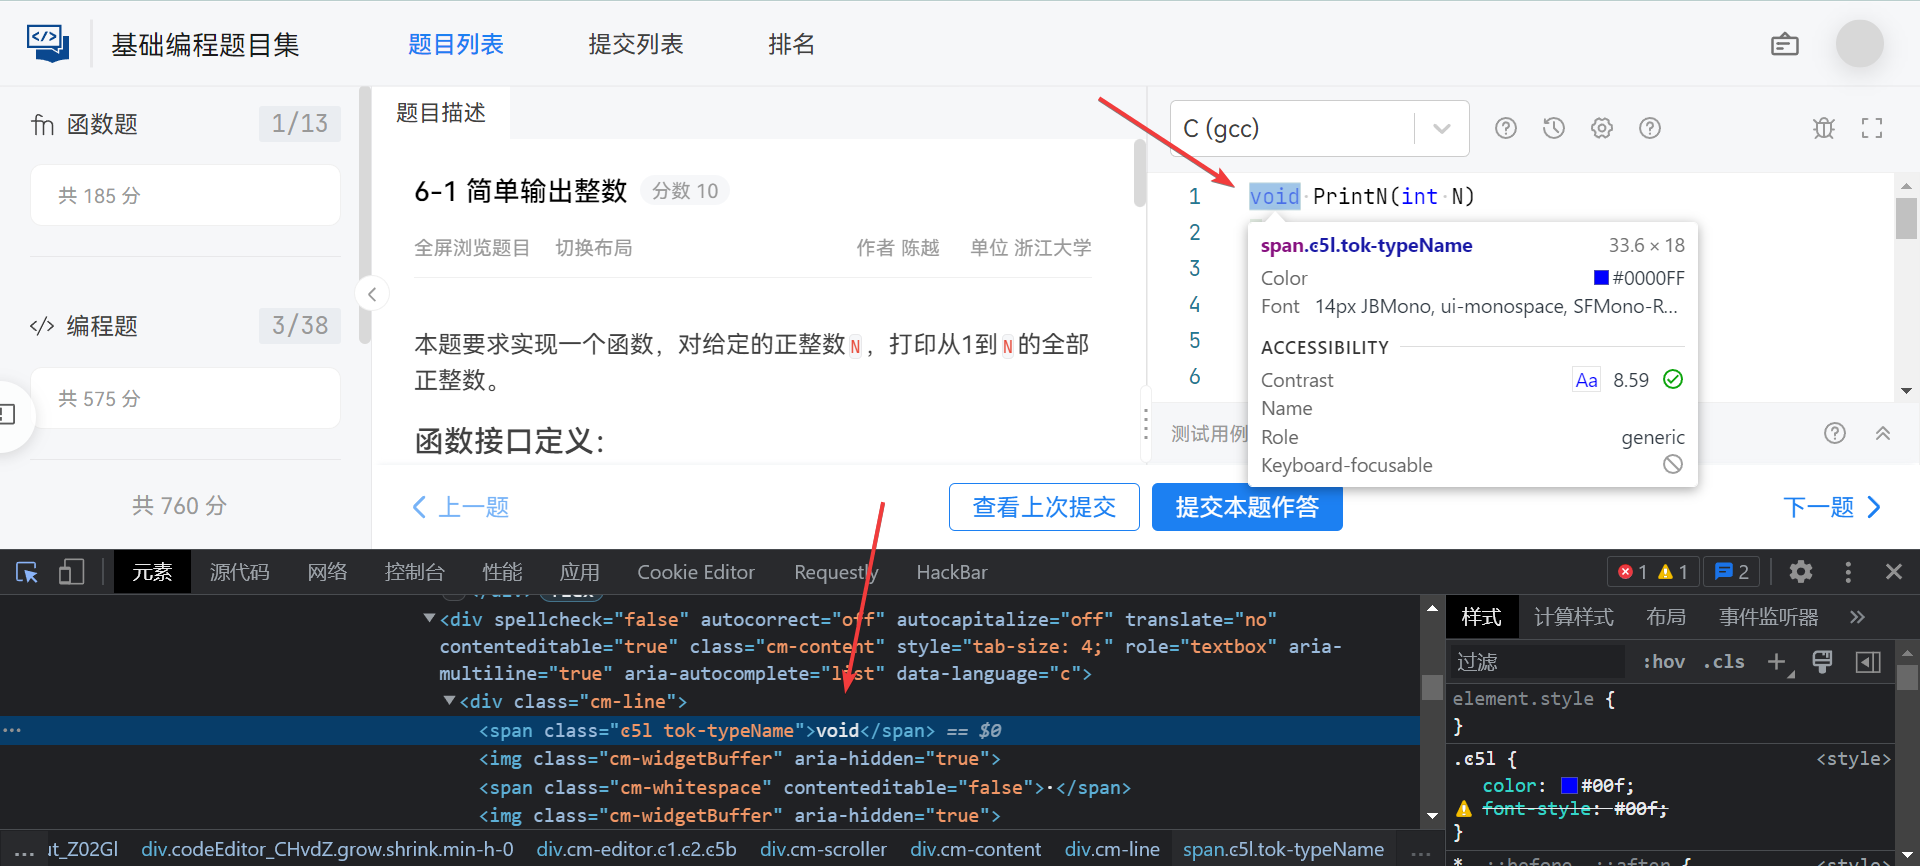 基础编程题目集
题目列表
提交列表
排名
函数题
1/13
共 185 分
编程题
3/38
共 575 分
共 760 分
题目描述
6-1 简单输出整数
分数 10
全屏浏览题目
切换布局
作者 陈越
单位 浙江大学
本题要求实现一个函数，对给定的正整数N，打印从1到N的全部
正整数。
函数接口定义：
C (gcc)
1 void·PrintN(int·N)
2
3
4
5
6
span.ͼ5l.tok-typeName
33.6 × 18
Color
#0000FF
Font 14px JBMono, ui-monospace, SFMono-R…
ACCESSIBILITY
Contrast
Aa 8.59
Name
Role
generic
Keyboard-focusable
测试用例
上一题
查看上次提交
提交本题作答
下一题
元素
源代码
网络
控制台
性能
应用
Cookie Editor
Requestly
HackBar
1
1
2
<div spellcheck="false" autocorrect="off" autocapitalize="off" translate="no"
contenteditable="true" class="cm-content" style="tab-size: 4;" role="textbox" aria-
multiline="true" aria-autocomplete="list" data-language="c">
<div class="cm-line">
<span class="ͼ5l tok-typeName">void</span> == $0
<img class="cm-widgetBuffer" aria-hidden="true">
<span class="cm-whitespace" contenteditable="false">·</span>
<img class="cm-widgetBuffer" aria-hidden="true">
...
ut_Z02Gl
div.codeEditor_CHvdZ.grow.shrink.min-h-0
div.cm-editor.ͼ1.ͼ2.ͼ5b
div.cm-scroller
div.cm-content
div.cm-line
span.ͼ5l.tok-typeName
...
样式
计算样式
布局
事件监听器
过滤
:hov
.cls
element.style {
}
.ͼ5l {
<style>
color: #00f;
font-style: #00f;
}
*, ::before, ::after {
<style>